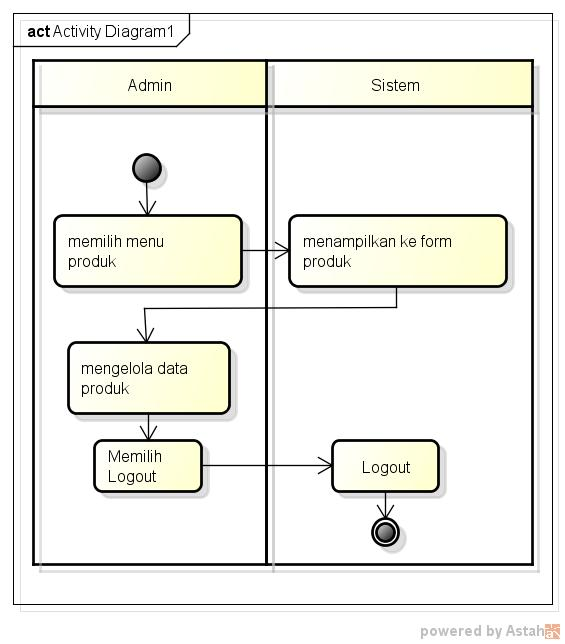 act Activity Diagram1
Admin
Sistem
memilih menu
produk
menampilkan ke form
produk
mengelola data
produk
Memilih
Logout
Logout
powered by Astah